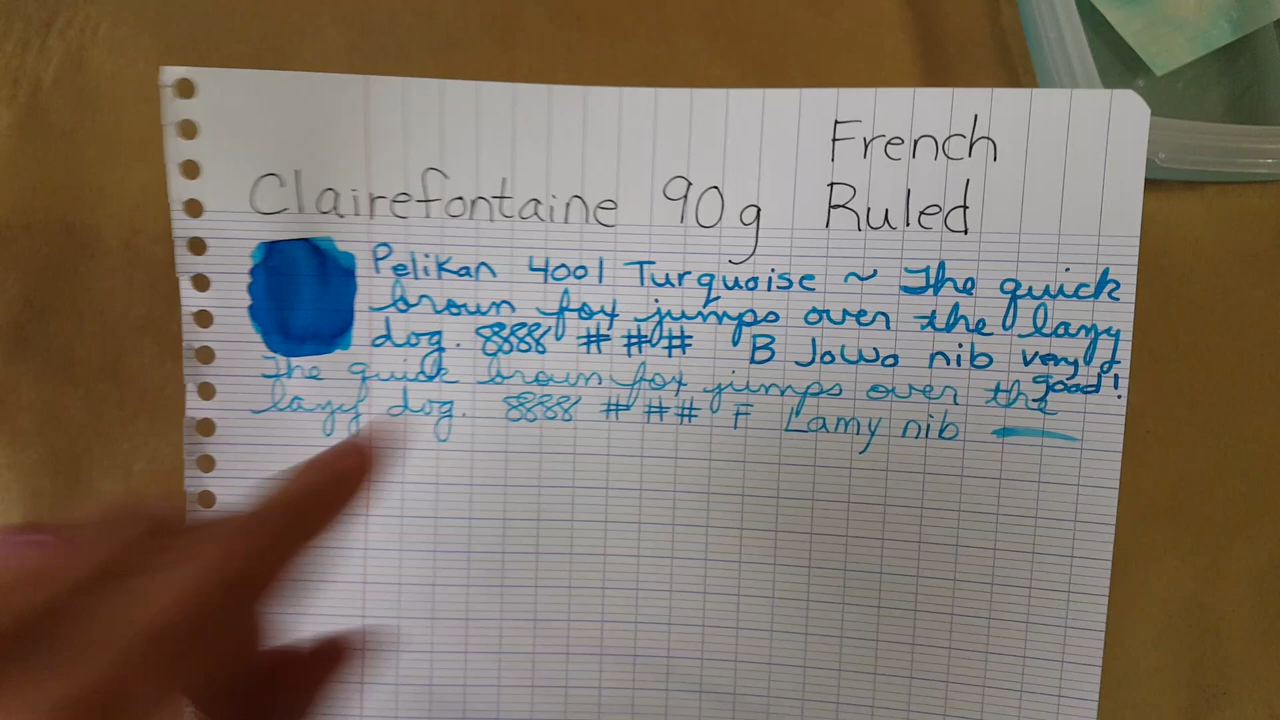 French
Clairefontaine 90g Ruled
Pelikan 4001 Turquoise ~ The quick
brown fox jumps over the lazy
dog. 8888 # # # B Jowo nib very
good!
The quick brown fox jumps over the
lazy dog. 8888 # # # F Lamy nib